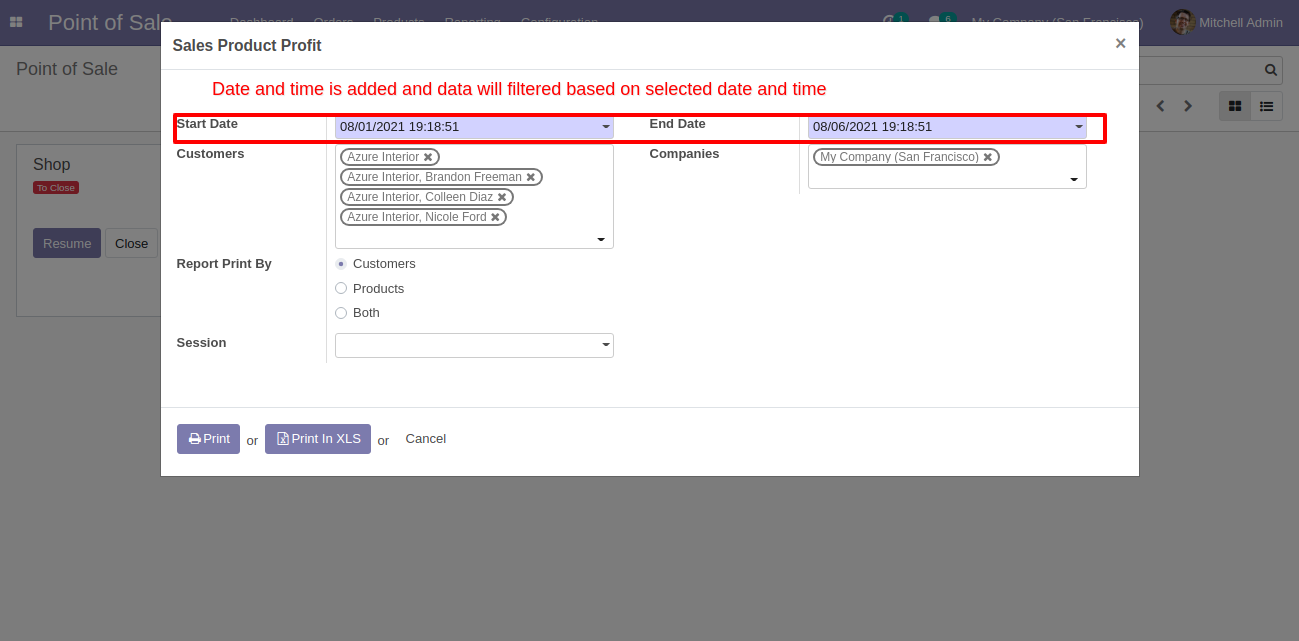 Point of Sale Dashboard Orders Products Reporting Configuration 1 6 My Company (San Francisco) Mitchell Admin
Sales Product Profit ×
Point of Sale
Date and time is added and data will filtered based on selected date and time
Start Date 08/01/2021 19:18:51 End Date 08/06/2021 19:18:51
Customers Azure Interior Companies My Company (San Francisco)
Azure Interior, Brandon Freeman
Azure Interior, Colleen Diaz
Azure Interior, Nicole Ford
Shop
To Close
Resume Close
Report Print By Customers
Products
Both
Session
Print or Print In XLS or Cancel